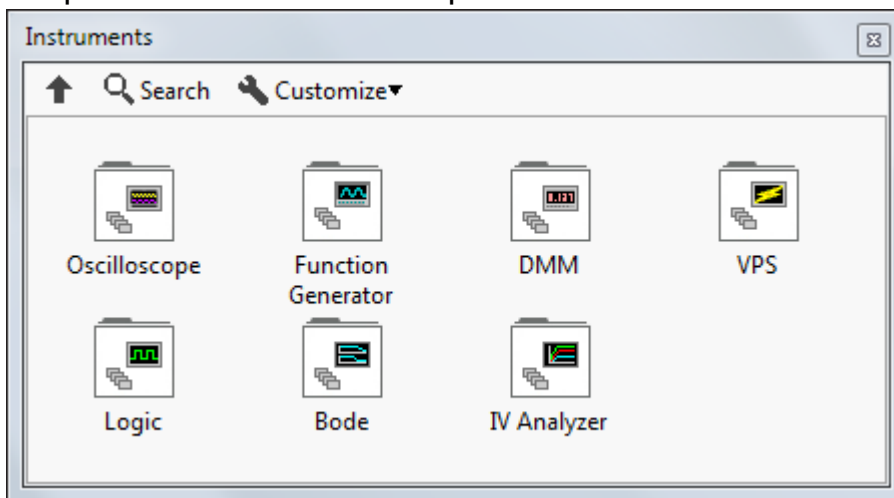 Instruments
Search Customize
Oscilloscope Function Generator DMM VPS
Logic Bode IV Analyzer